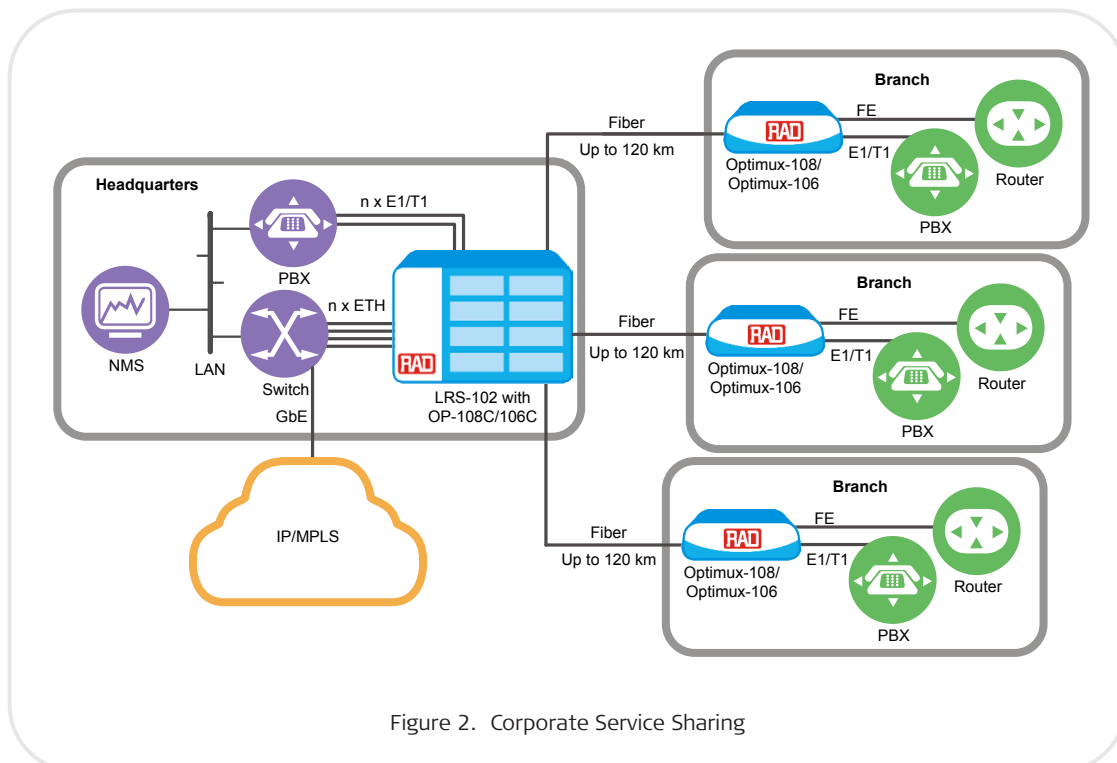 Headquarters
n x E1/T1
PBX
n x ETH
NMS
LAN
Switch
GbE
RAD
LRS-102 with
OP-108C/106C
IP/MPLS
Fiber
Up to 120 km
Branch
RAD
FE
E1/T1
Optimux-108/
Optimux-106
Router
PBX
Fiber
Up to 120 km
Branch
RAD
FE
E1/T1
Optimux-108/
Optimux-106
Router
PBX
Fiber
Up to 120 km
Branch
RAD
FE
E1/T1
Optimux-108/
Optimux-106
Router
PBX
Figure 2. Corporate Service Sharing